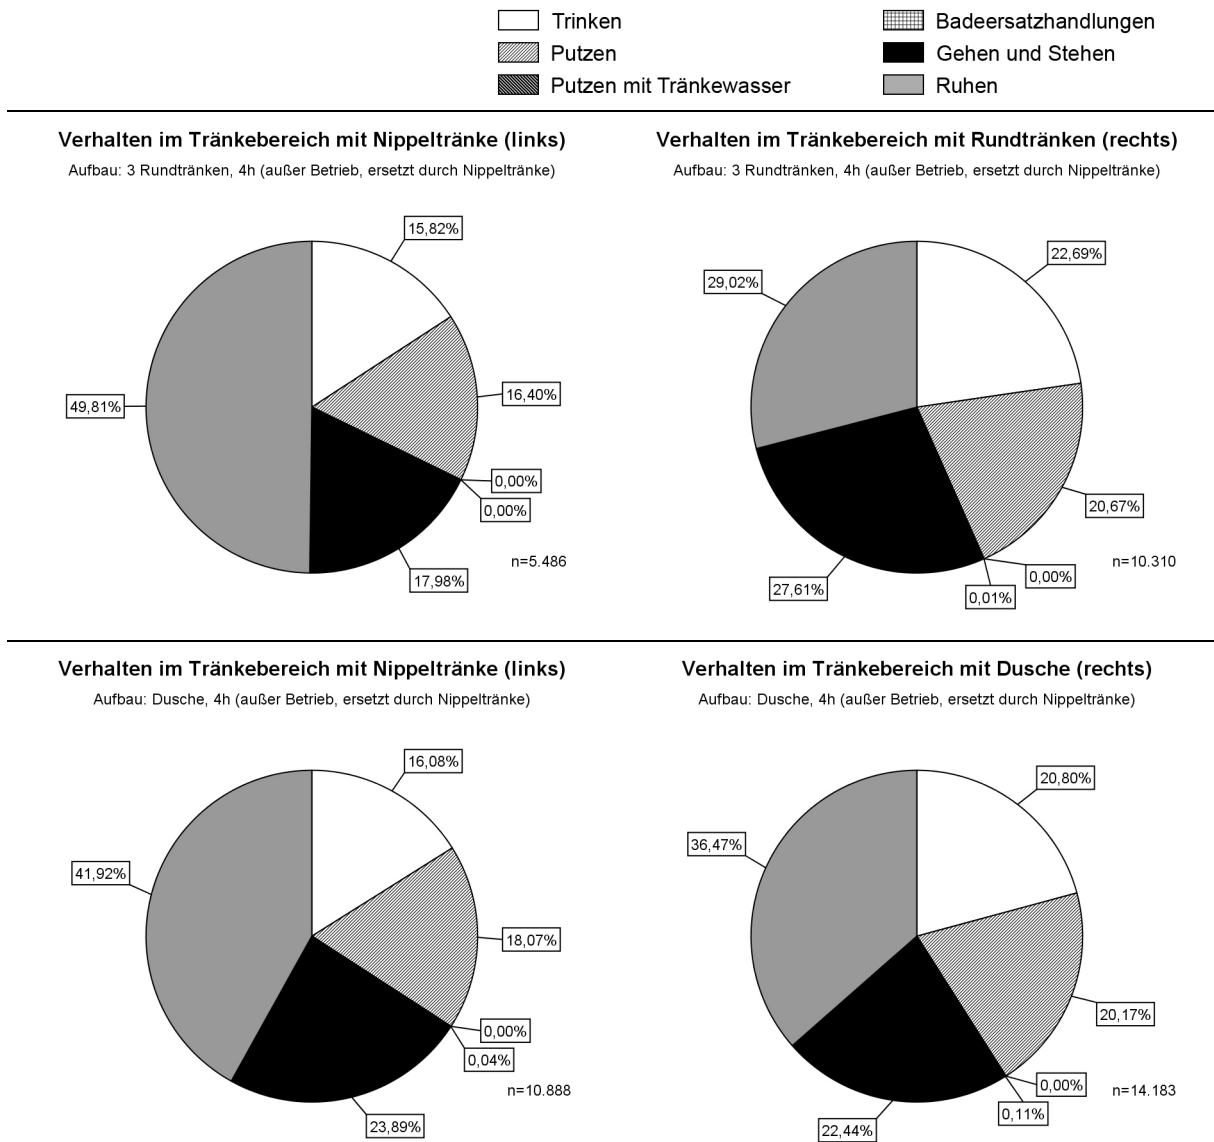 Trinken
Putzen
Putzen mit Tränkewasser
Badeersatzhandlungen
Gehen und Stehen
Ruhen
Verhalten im Tränkebereich mit Nippeltränke (links)
Aufbau: 3 Rundtränken, 4h (außer Betrieb, ersetzt durch Nippeltränke)
15,82%
16,40%
0,00%
0,00%
17,98%
49,81%
n=5.486
Verhalten im Tränkebereich mit Rundtränken (rechts)
Aufbau: 3 Rundtränken, 4h (außer Betrieb, ersetzt durch Nippeltränke)
22,69%
20,67%
0,00%
0,01%
27,61%
29,02%
n=10.310
Verhalten im Tränkebereich mit Nippeltränke (links)
Aufbau: Dusche, 4h (außer Betrieb, ersetzt durch Nippeltränke)
16,08%
18,07%
0,00%
0,04%
23,89%
41,92%
n=10.888
Verhalten im Tränkebereich mit Dusche (rechts)
Aufbau: Dusche, 4h (außer Betrieb, ersetzt durch Nippeltränke)
20,80%
20,17%
0,00%
0,11%
22,44%
36,47%
n=14.183